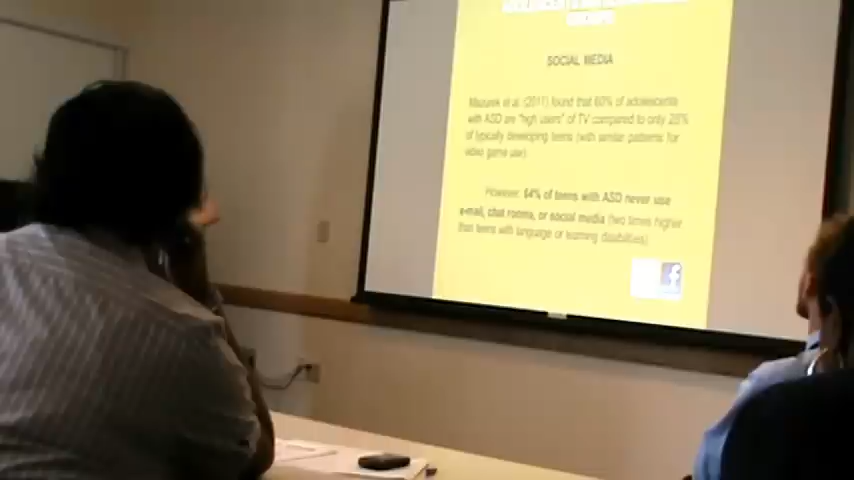 SOCIAL MEDIA
Mazurek et al. (2011) found that 60% of adolescents
with ASD are "high users" of TV compared to only 28%
of typically developing teens (with similar patterns for
video game use)
However, 64% of teens with ASD never use
e-mail, chat rooms, or social media (two times higher
than teens with language or learning disabilities)
f